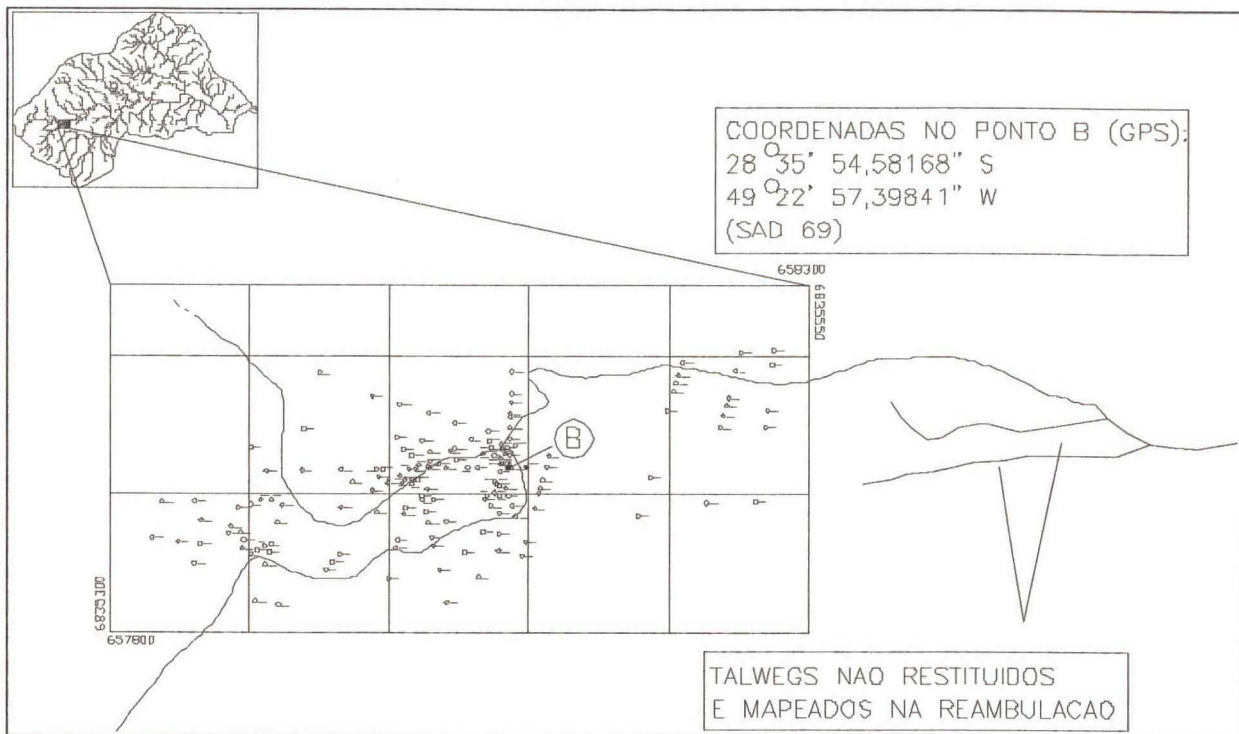 COORDENADAS NO PONTO B (GPS):
28° 35' 54,58168" S
49° 22' 57,39841" W
(SAD 69)
658300
6835550
B
6835300
657800
TALWEGS NAO RESTITUIDOS
E MAPEADOS NA REAMBULACAO